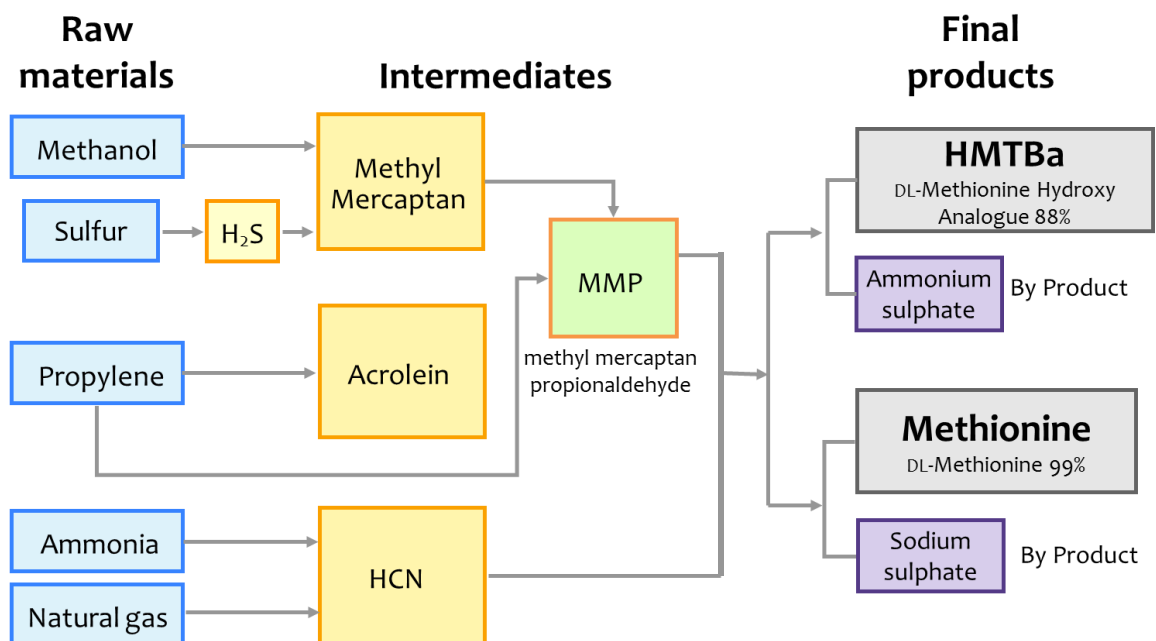 Raw
materials
Intermediates
Final
products
Methanol
Methyl
Mercaptan
Sulfur
H₂S
MMP
methyl mercaptan
propionaldehyde
Propylene
Acrolein
Ammonia
Natural gas
HCN
HMTBa
DL-Methionine Hydroxy
Analogue 88%
Ammonium
sulphate
By Product
Methionine
DL-Methionine 99%
Sodium
sulphate
By Product